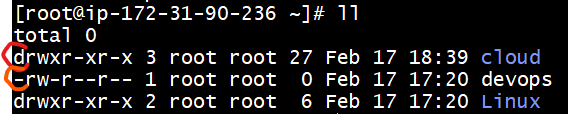 [root@ip-172-31-90-236 ~]# ll
total 0
drwxr-xr-x 3 root root 27 Feb 17 18:39 cloud
-rw-r--r-- 1 root root  0 Feb 17 17:20 devops
drwxr-xr-x 2 root root  6 Feb 17 17:20 Linux